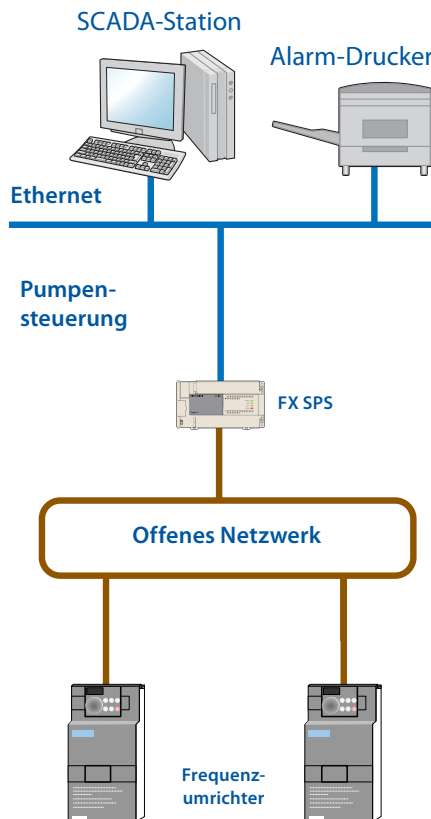 SCADA-Station
Alarm-Drucker
Ethernet
Pumpen-
steuerung
FX SPS
Offenes Netzwerk
Frequenz-
umrichter